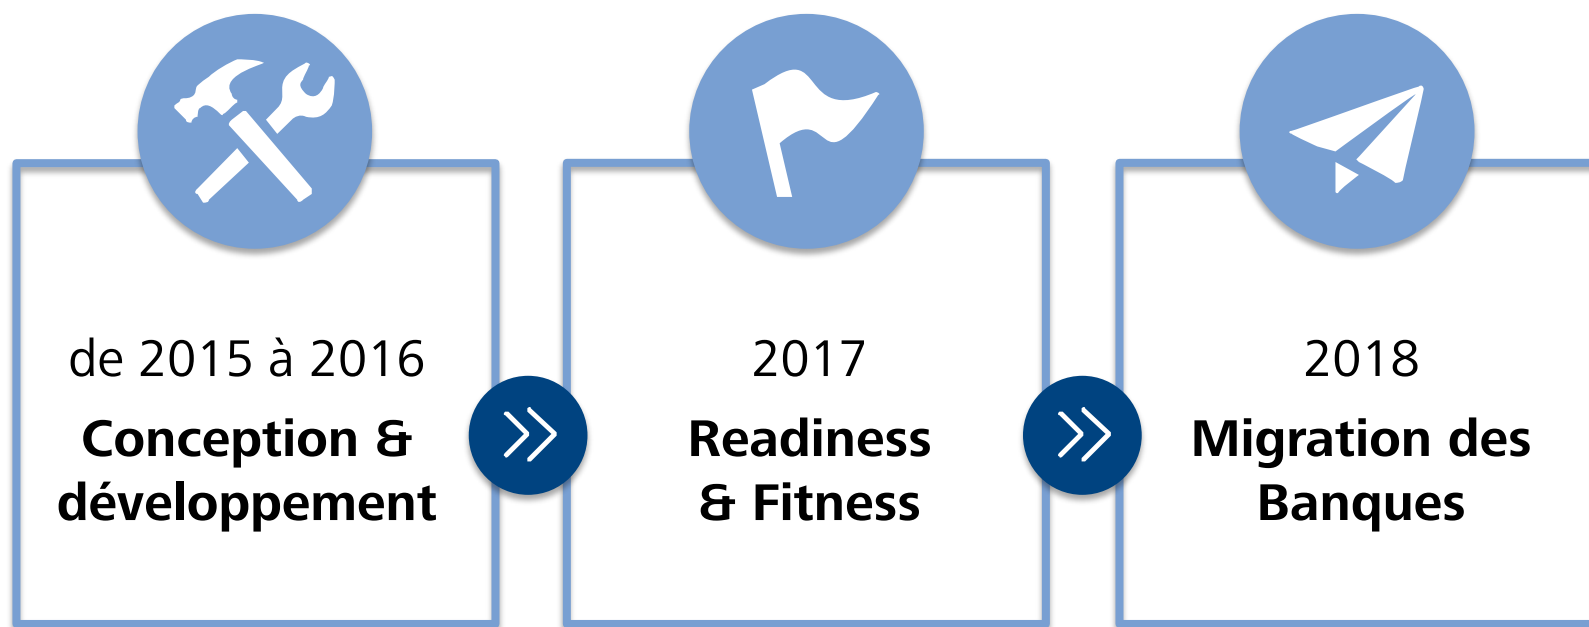 de 2015 à 2016
Conception &
développement
2017
Readiness
& Fitness
2018
Migration des
Banques